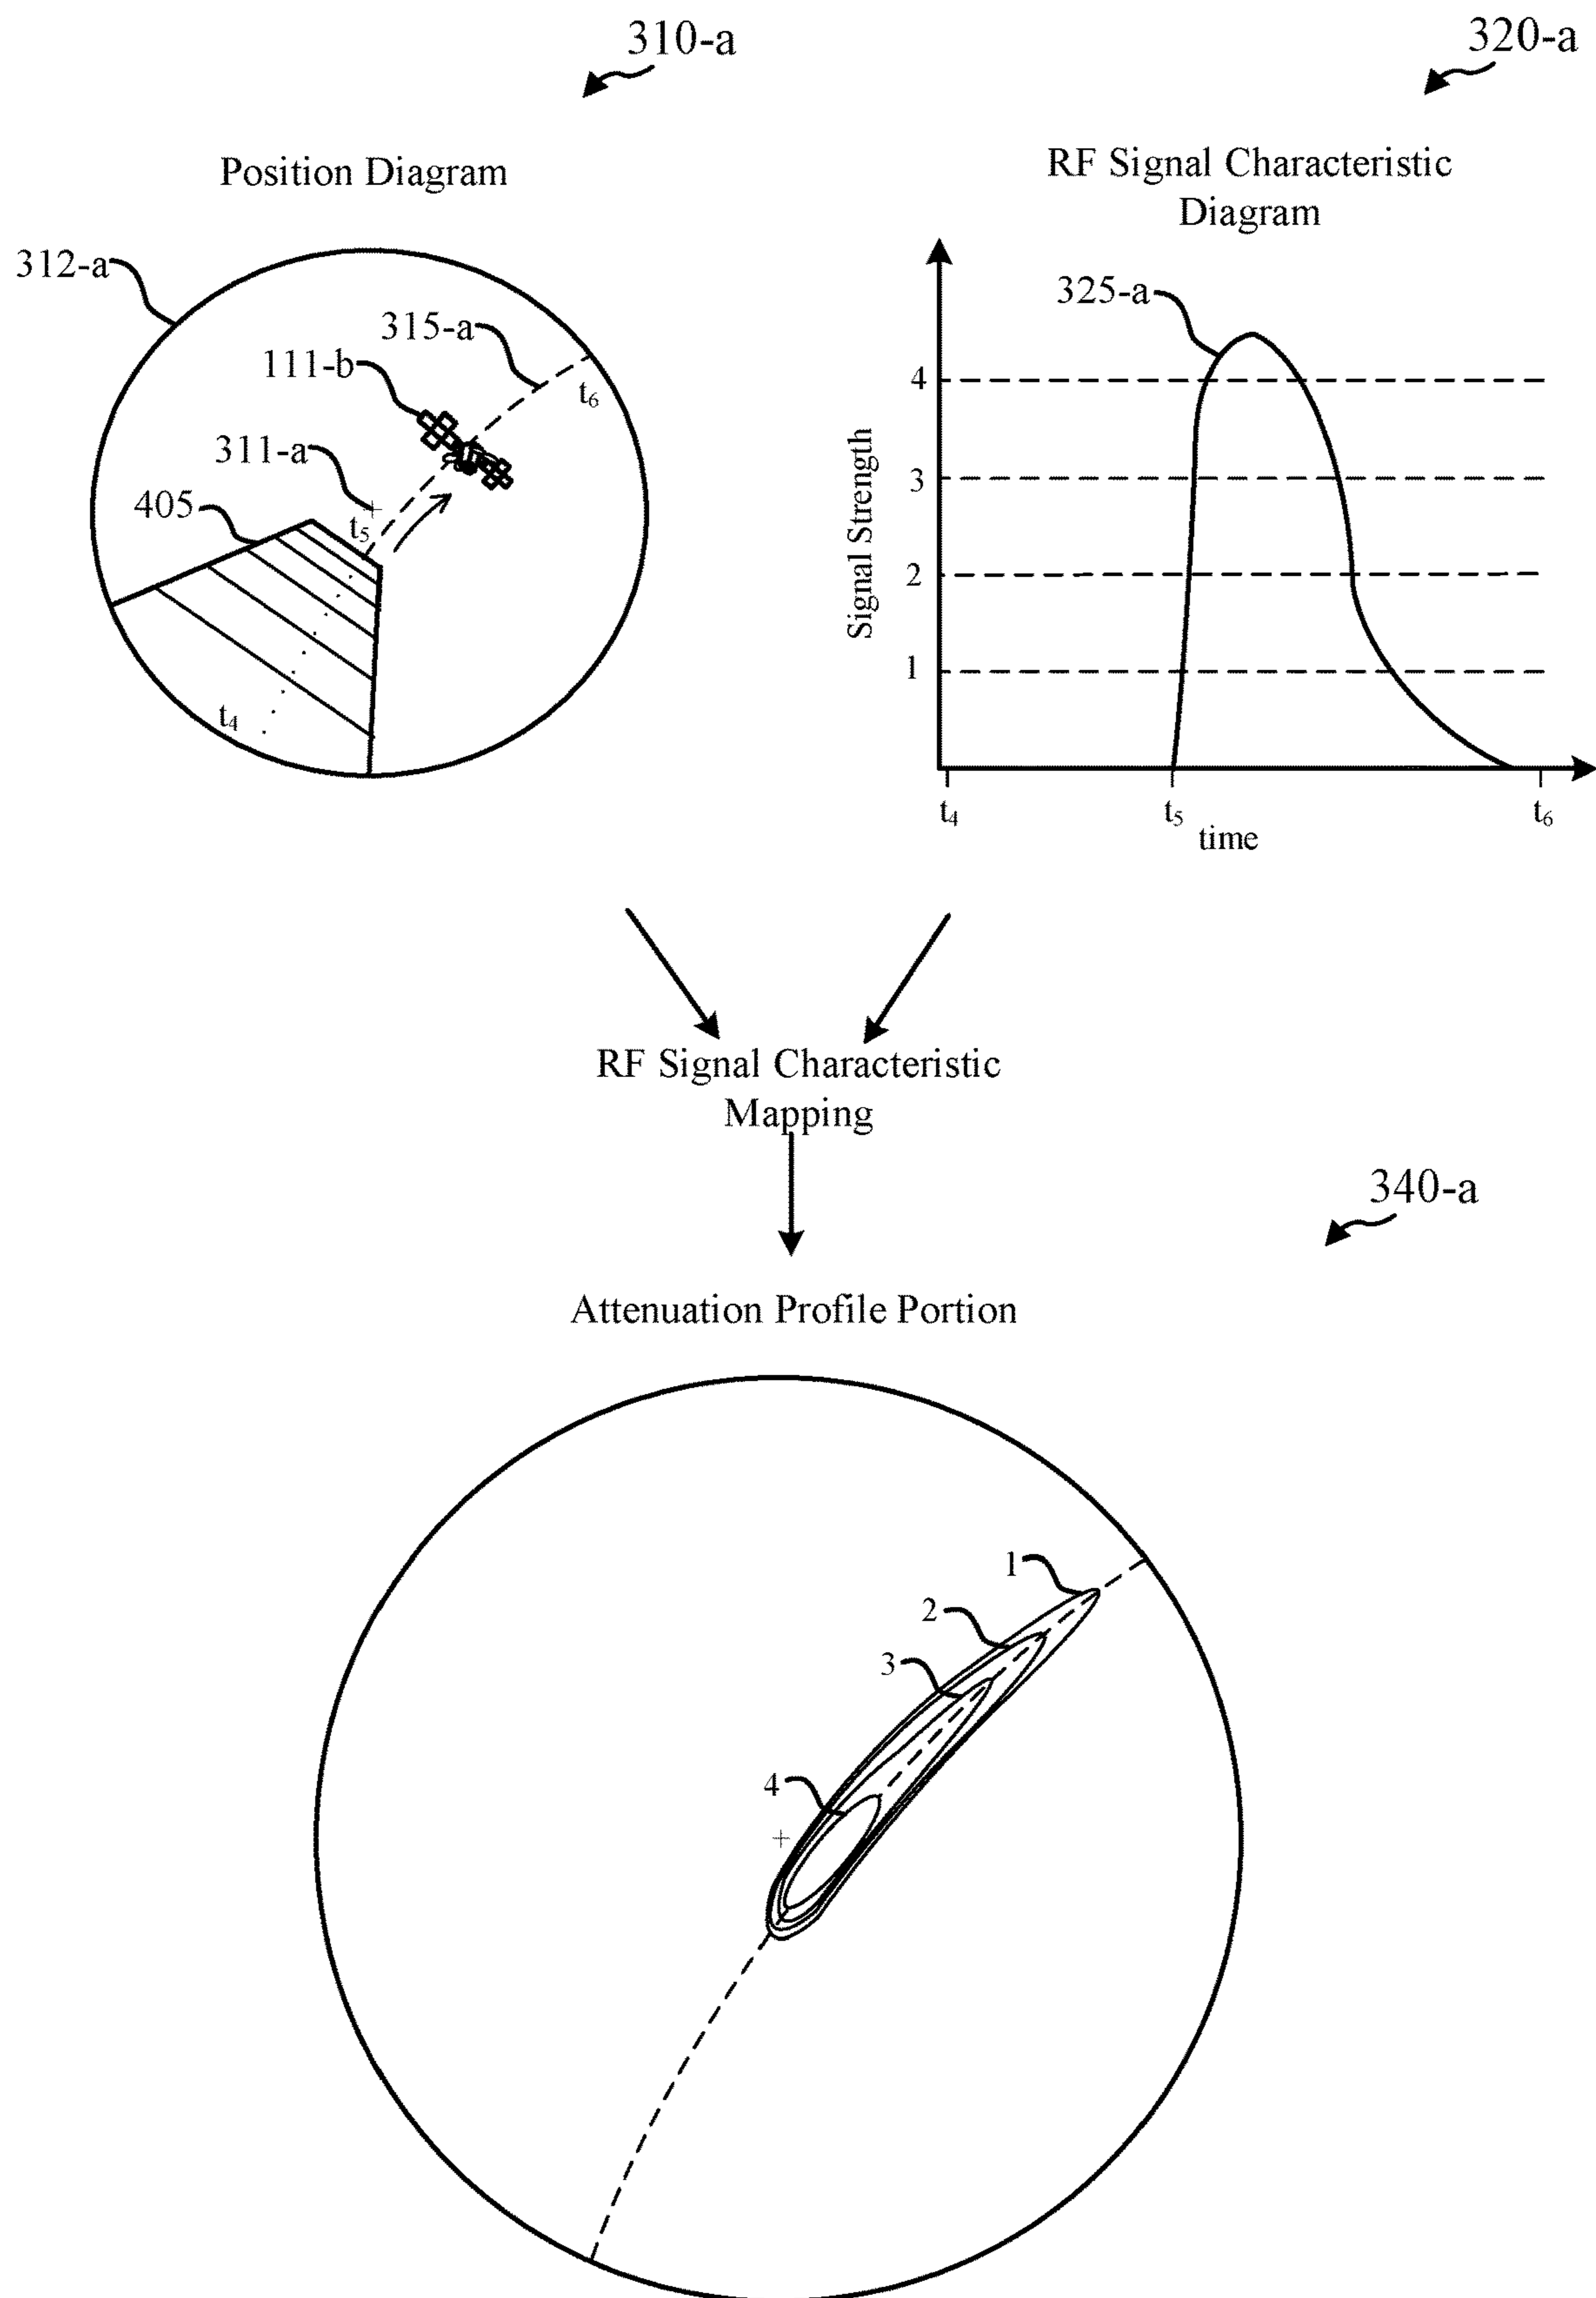 310-a
320-a
Position Diagram
RF Signal Characteristic
Diagram
312-a
315-a
111-b
311-a
405
t₄
t₅
t₆
325-a
Signal Strength
4
3
2
1
t₄
t₅
t₆
time
RF Signal Characteristic
Mapping
340-a
Attenuation Profile Portion
1
2
3
4